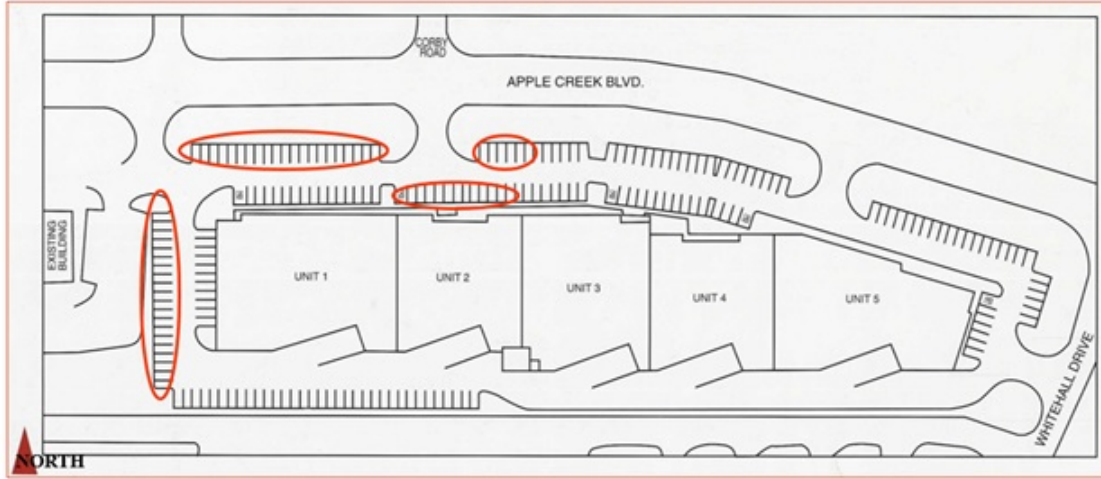 CORBY
ROAD
APPLE CREEK BLVD.
EXISTING
BUILDING
UNIT 1
UNIT 2
UNIT 3
UNIT 4
UNIT 5
WHITEHALL DRIVE
NORTH